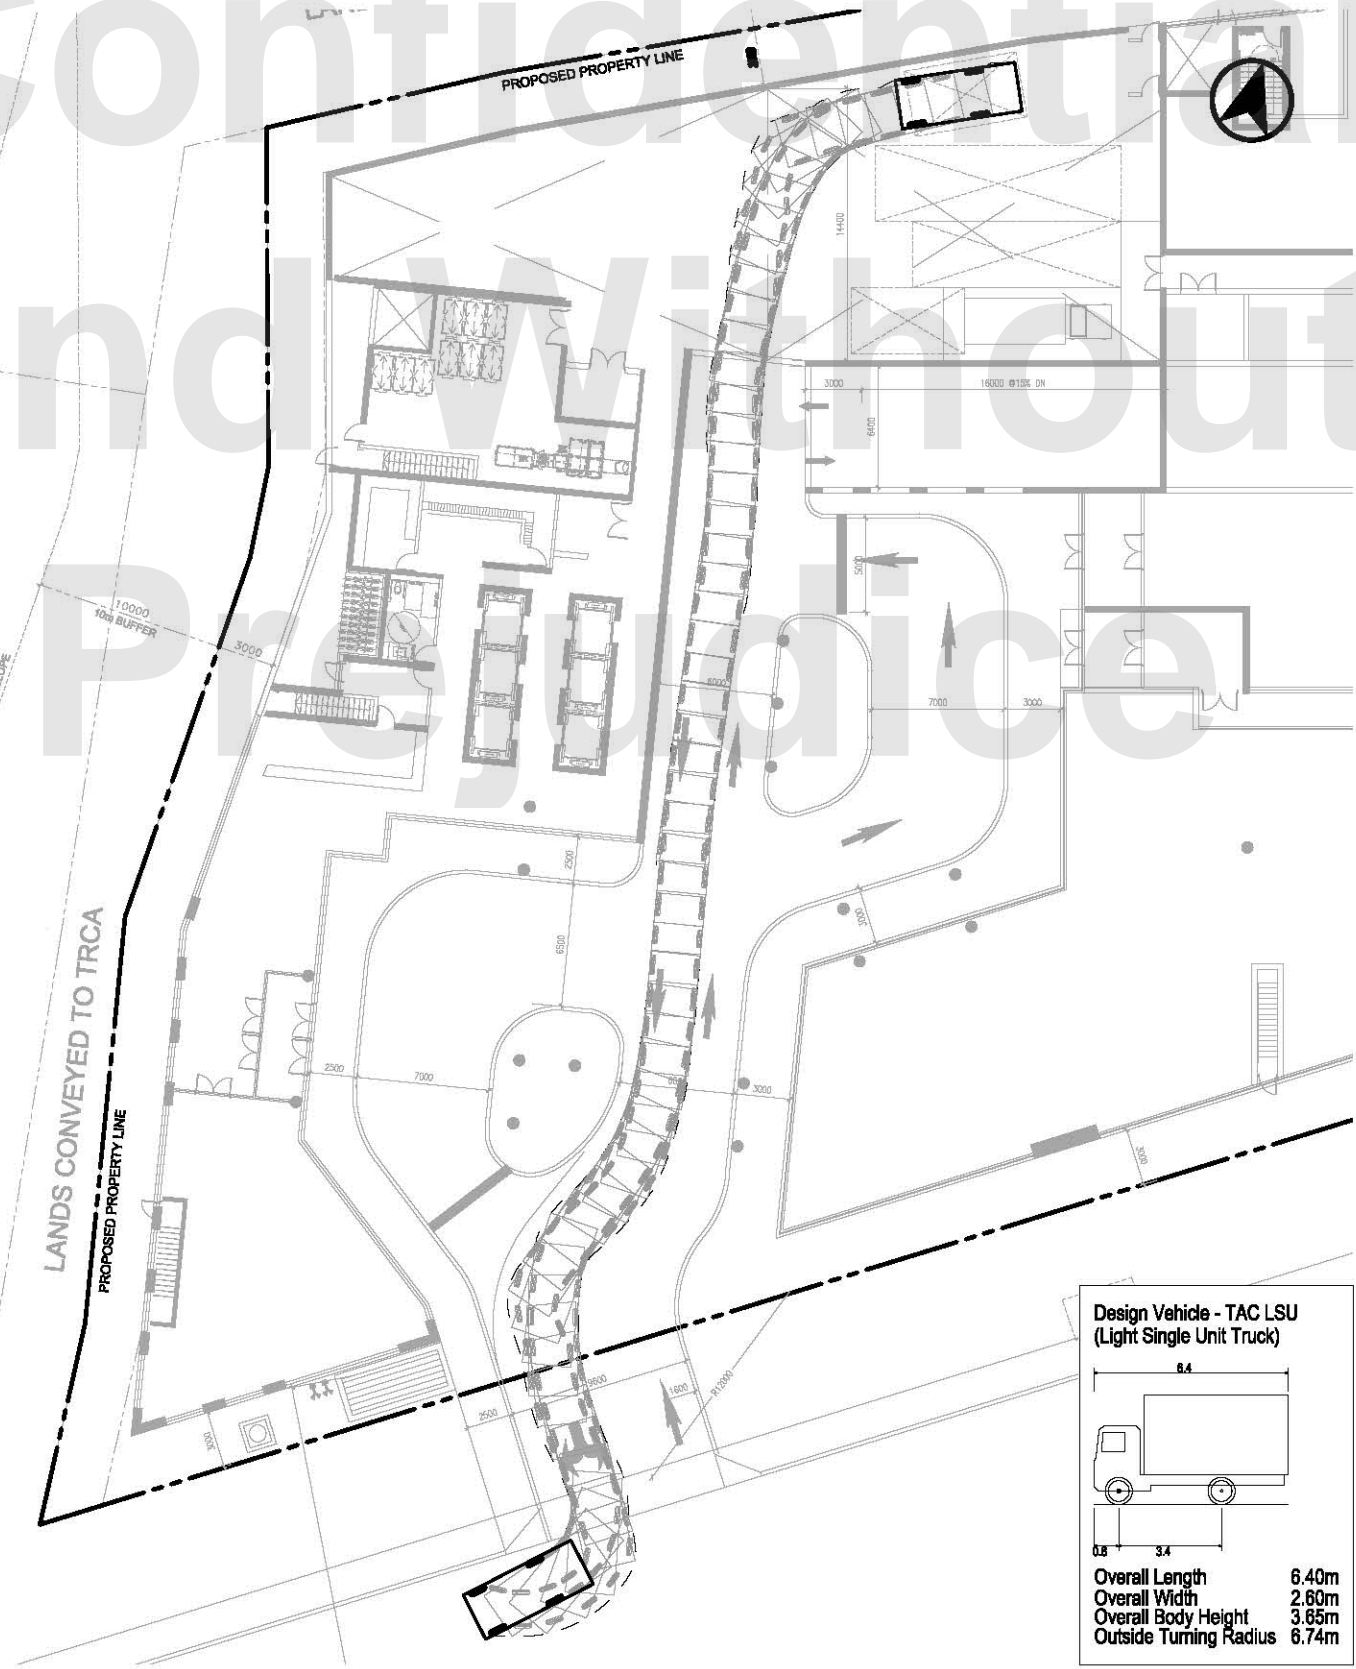 Confidential
PROPOSED PROPERTY LINE
14400
and Without
3000
16000 @15% DN
6400
Prejudice
5000
10000
10m BUFFER
3000
6000
7000
3000
2500
3000
6500
LANDS CONVEYED TO TRCA
PROPOSED PROPERTY LINE
2500
7000
3000
3000
9600
1600
R12000
2500
3000
Design Vehicle - TAC LSU
(Light Single Unit Truck)
6.4
0.8
3.4
Overall Length 6.40m
Overall Width 2.60m
Overall Body Height 3.65m
Outside Turning Radius 6.74m